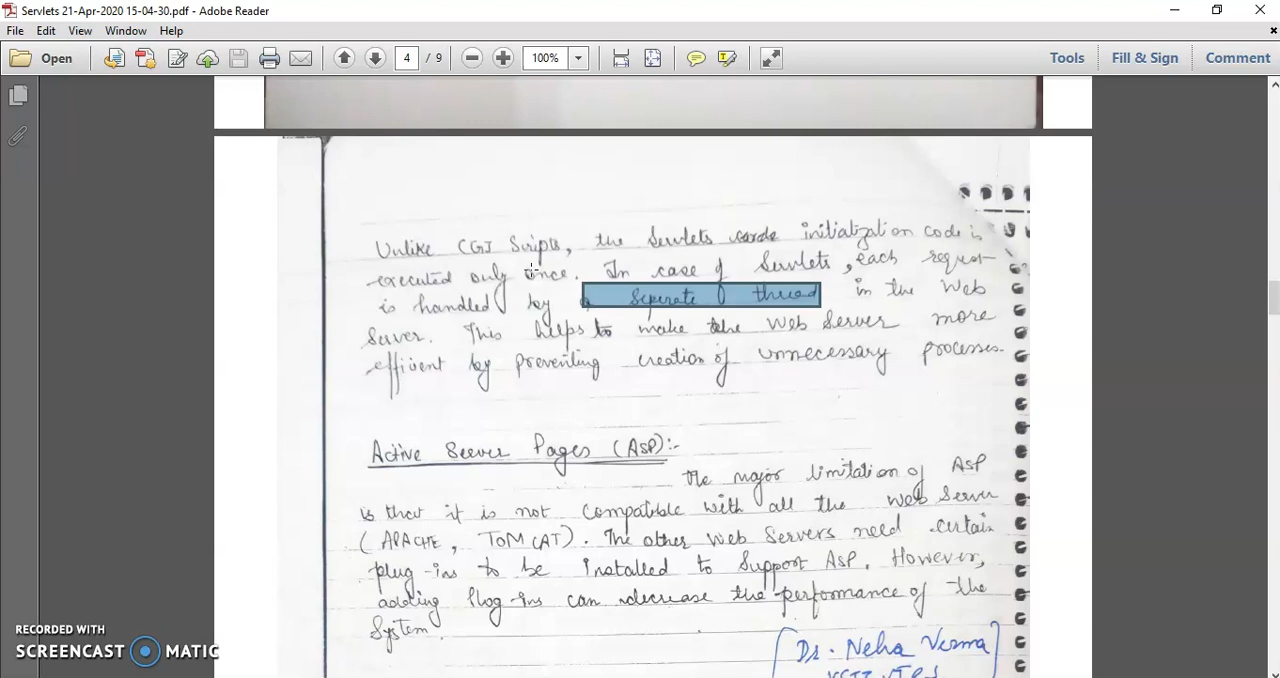 Servlets 21-Apr-2020 15-04-30.pdf - Adobe Reader
File Edit View Window Help
Open 4 / 9 100% Tools Fill & Sign Comment
Unlike CGI Scripts, the Servlets code initialization code is
executed only once. In case of Servlets, each request
is handled by a Seperate thread in the Web
Server. This helps to make the Web Server more
efficent by preventing creation of unnecessary processes.
Active Server Pages (ASP):-
The major limitation of ASP
is that it is not compatible with all the Web Server
(APACHE, TOMCAT). The other Web Servers need certain
plug-ins to be installed to Support ASP. However,
adding Plog-ins can decrease the performance of the
System.
Dr. Neha Verma
RECORDED WITH
SCREENCAST MATIC